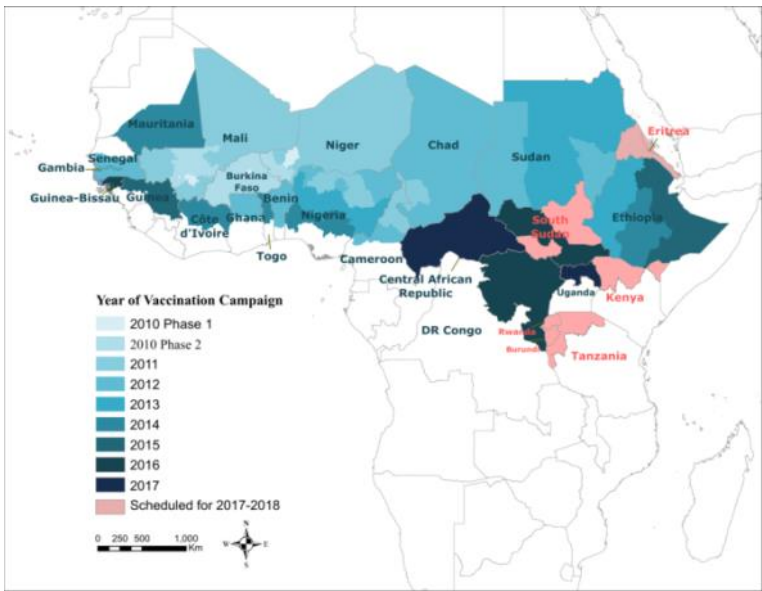 Mauritania
Mali
Niger
Chad
Sudan
Eritrea
Gambia
Senegal
Burkina
Faso
Guinea-Bissau
Guinea
Côte
d'Ivoire
Ghana
Benin
Nigeria
Togo
Cameroon
South
Sudan
Ethiopia
Central African
Republic
Uganda
Kenya
DR Congo
Rwanda
Burundi
Tanzania
Year of Vaccination Campaign
2010 Phase 1
2010 Phase 2
2011
2012
2013
2014
2015
2016
2017
Scheduled for 2017-2018
0 250 500 1,000
Km
N
W E
S